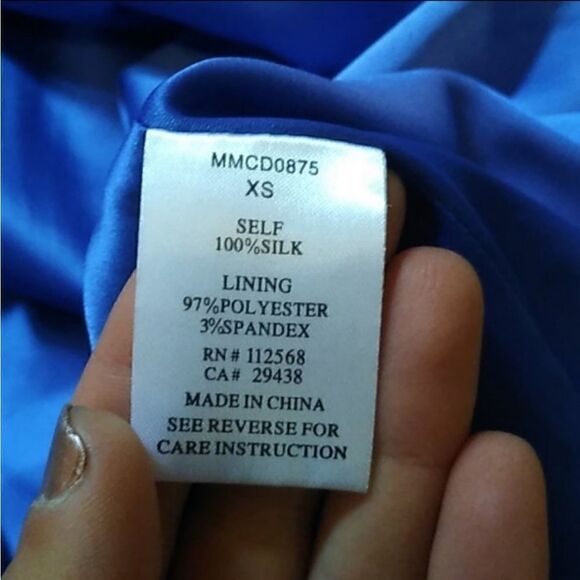 MMCD0875
XS
SELF
100%SILK
LINING
97%POLYESTER
3%SPANDEX
RN # 112568
CA# 29438
MADE IN CHINA
SEE REVERSE FOR
CARE INSTRUCTION